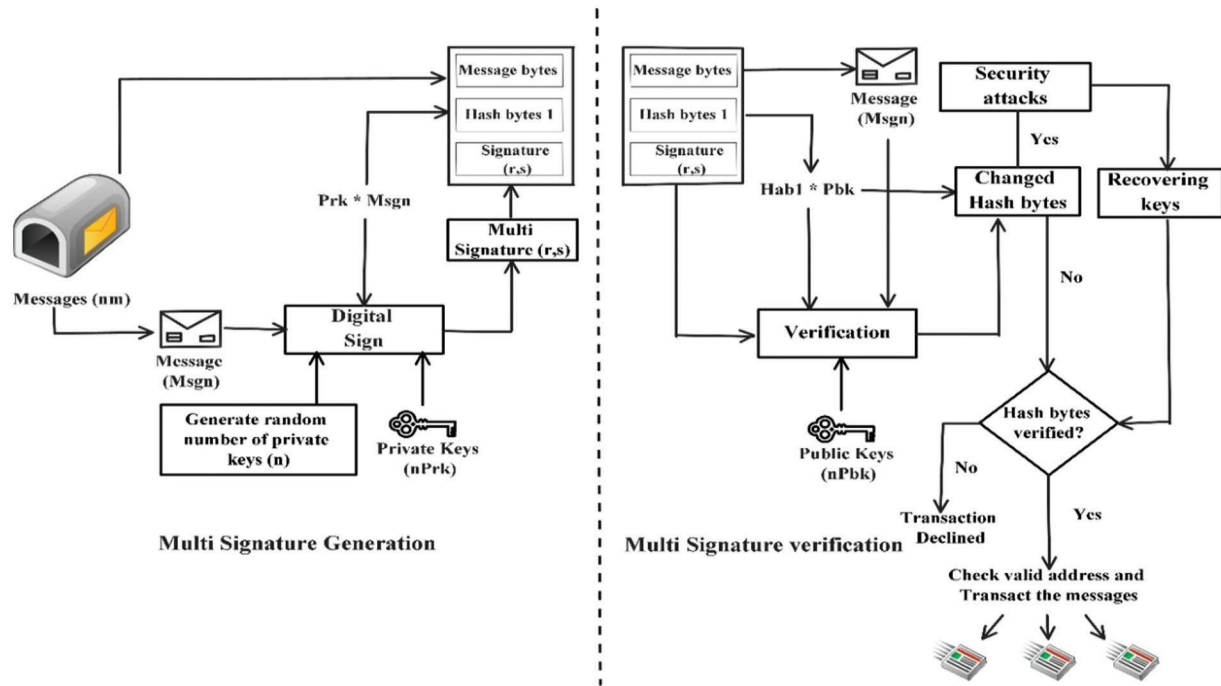 Message bytes
Hash bytes 1
Signature
(r,s)
Prk * Msgn
Multi
Signature (r,s)
Messages (nm)
Digital
Sign
Message
(Msgn)
Generate random
number of private
keys (n)
Private Keys
(nPrk)
Multi Signature Generation
Message bytes
Hash bytes 1
Signature
(r,s)
Message
(Msgn)
Security
attacks
Yes
Hab1 * Pbk
Changed
Hash bytes
Recovering
keys
No
Verification
Public Keys
(nPbk)
Hash bytes
verified?
No
Transaction
Declined
Yes
Multi Signature verification
Check valid address and
Transact the messages